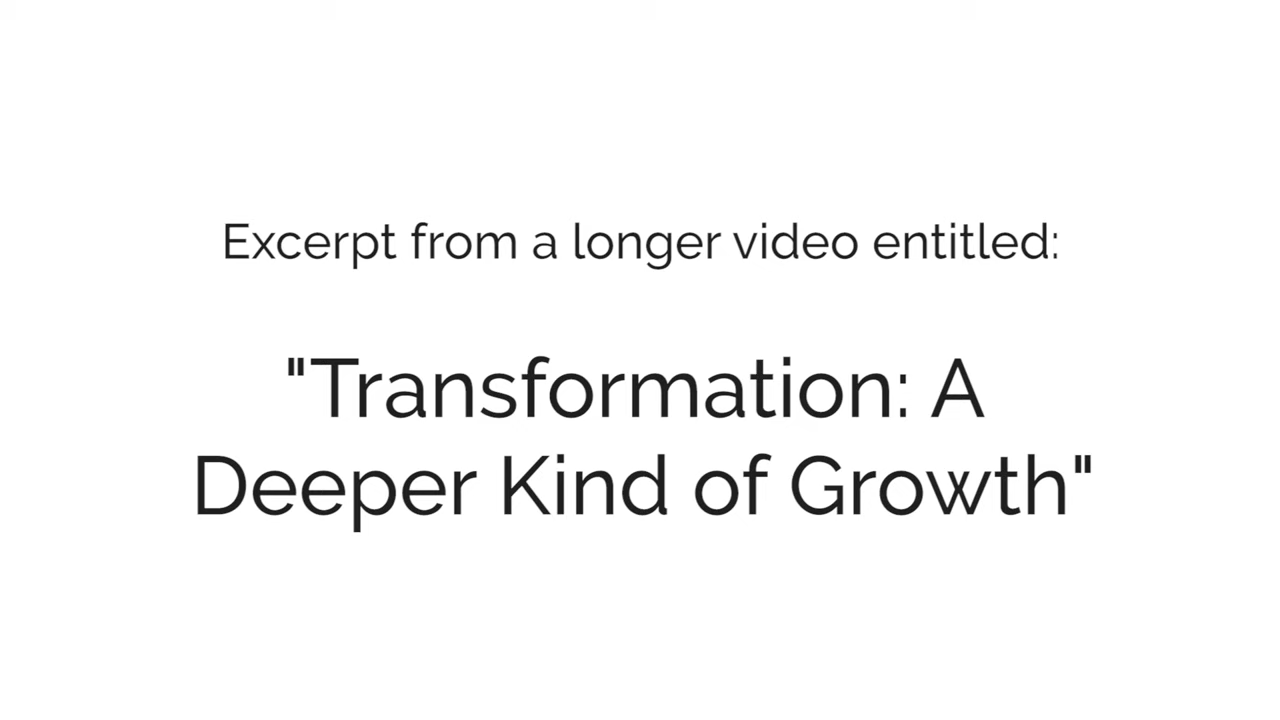 Excerpt from a longer video entitled:
"Transformation: A
Deeper Kind of Growth"